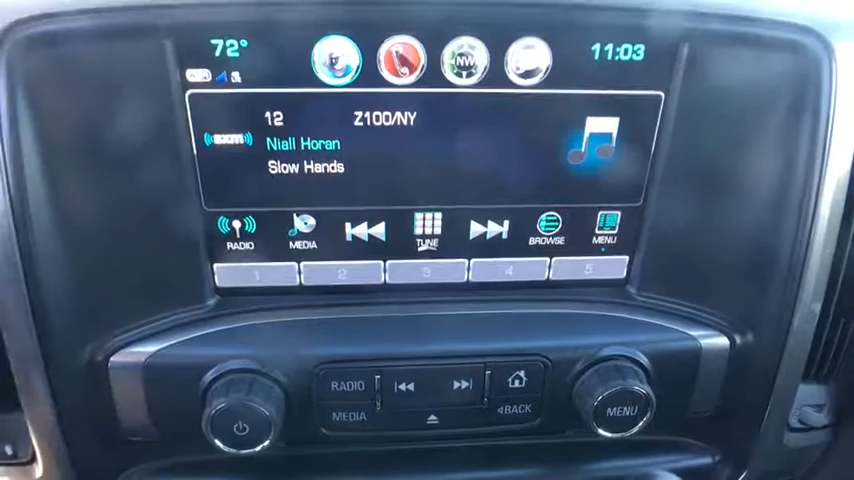 72°
NW
11:03
12 Z100/NY
Niall Horan
Slow Hands
RADIO MEDIA TUNE BROWSE MENU
1 2 3 4 5
RADIO
MEDIA
BACK
MENU